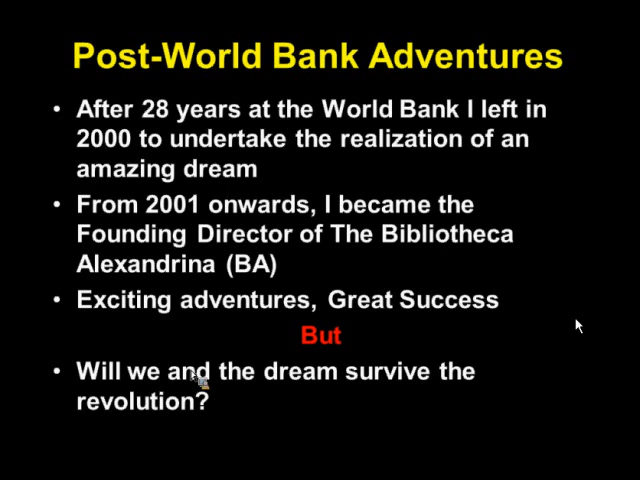 Post-World Bank Adventures
• After 28 years at the World Bank I left in
2000 to undertake the realization of an
amazing dream
• From 2001 onwards, I became the
Founding Director of The Bibliotheca
Alexandrina (BA)
• Exciting adventures, Great Success
But
• Will we and the dream survive the
revolution?